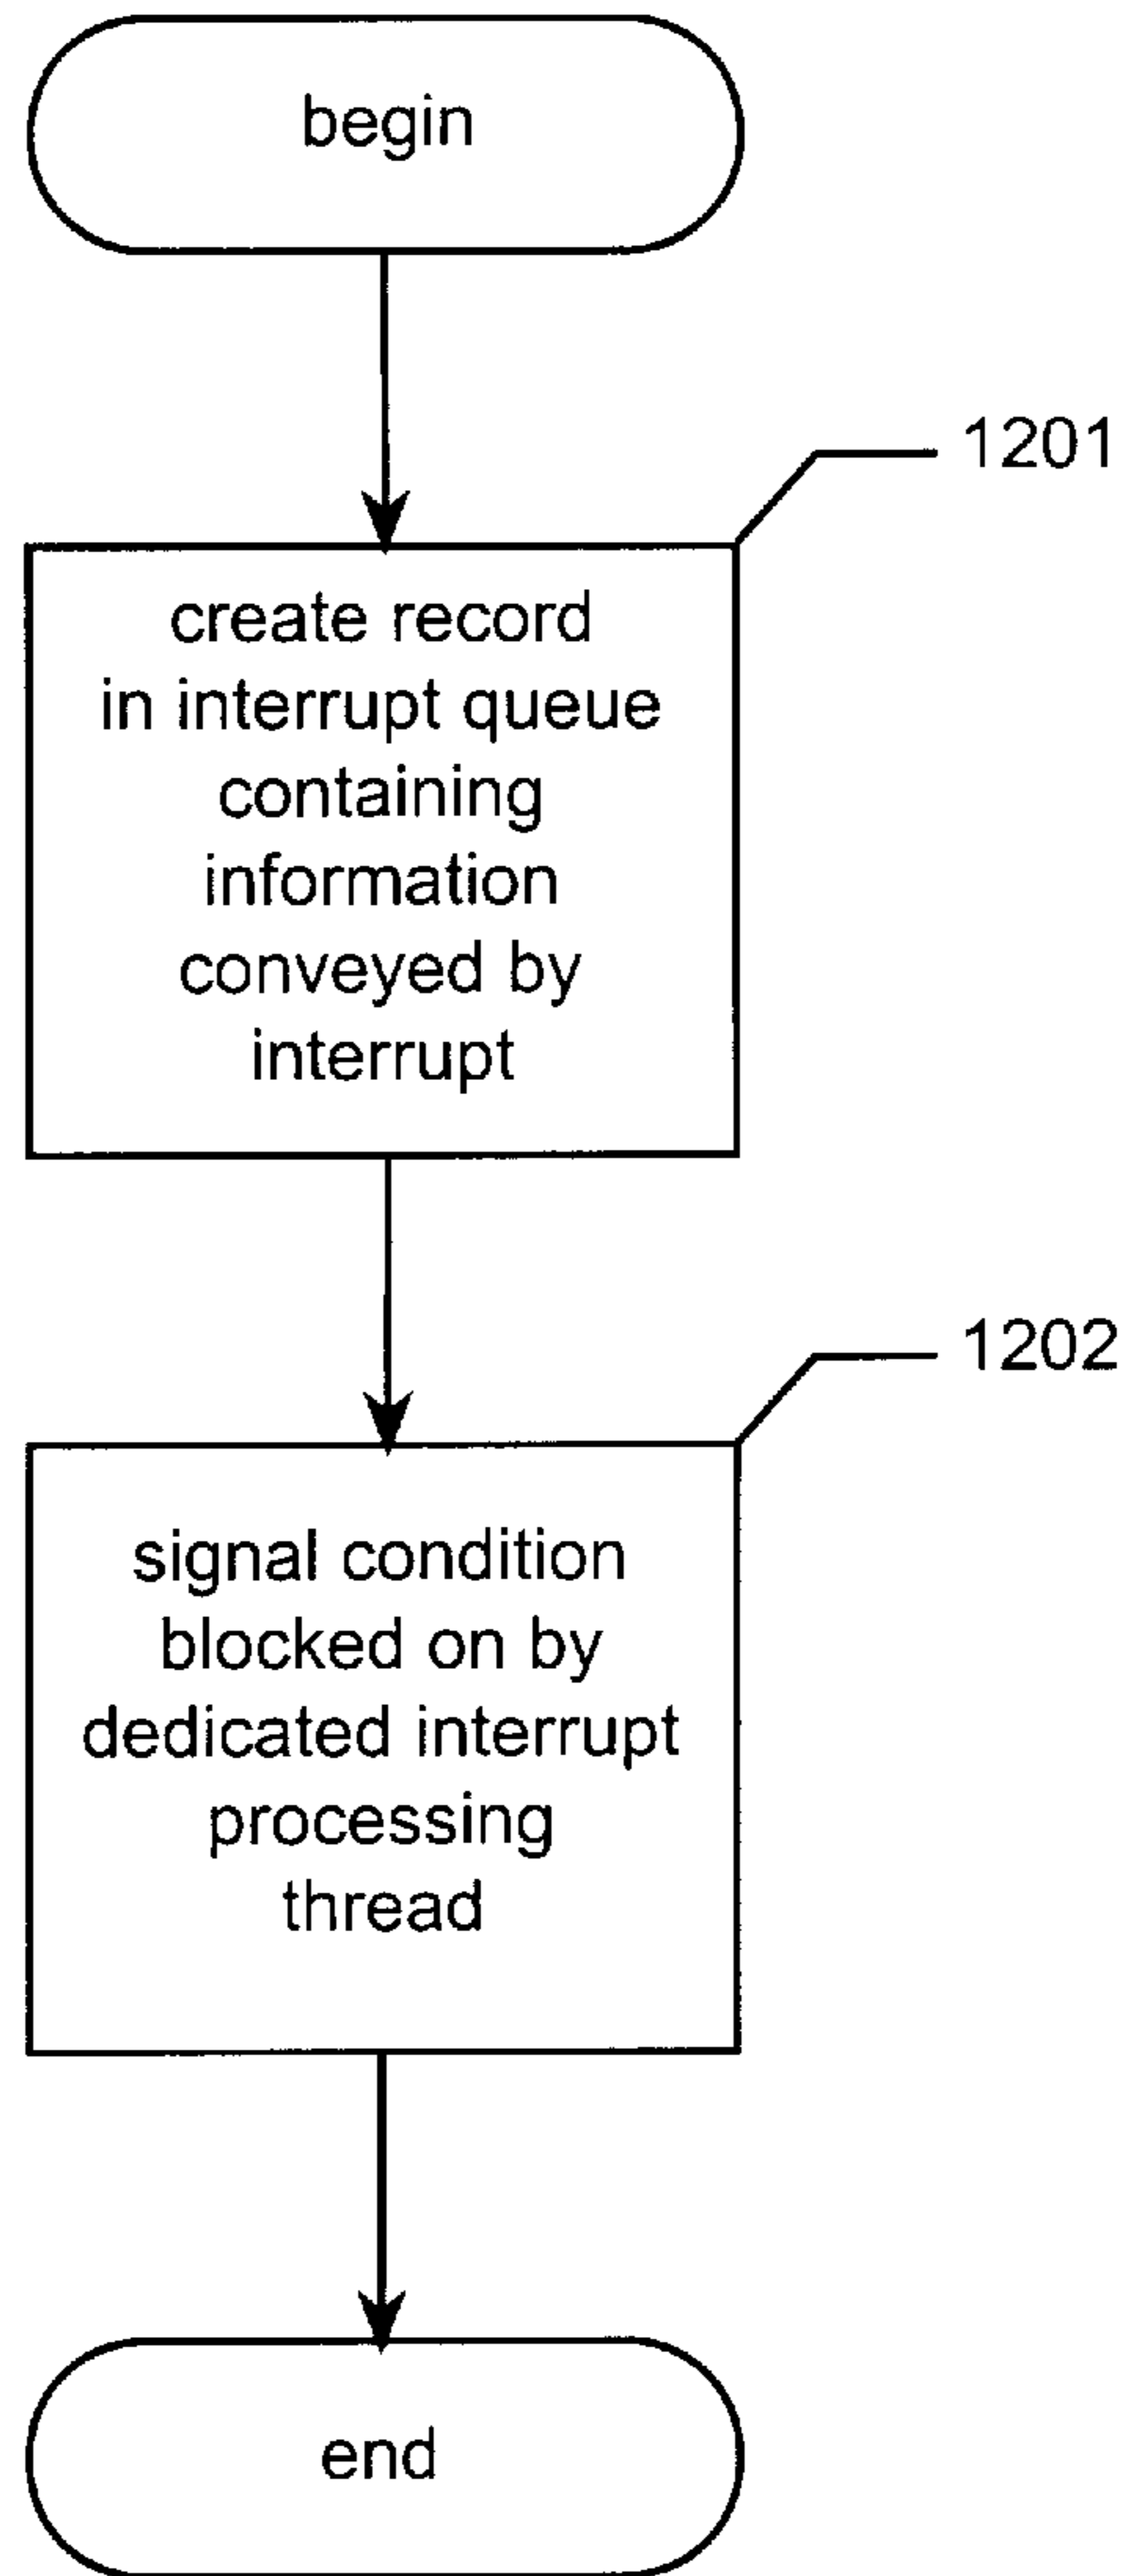 begin
1201
create record
in interrupt queue
containing
information
conveyed by
interrupt
1202
signal condition
blocked on by
dedicated interrupt
processing
thread
end